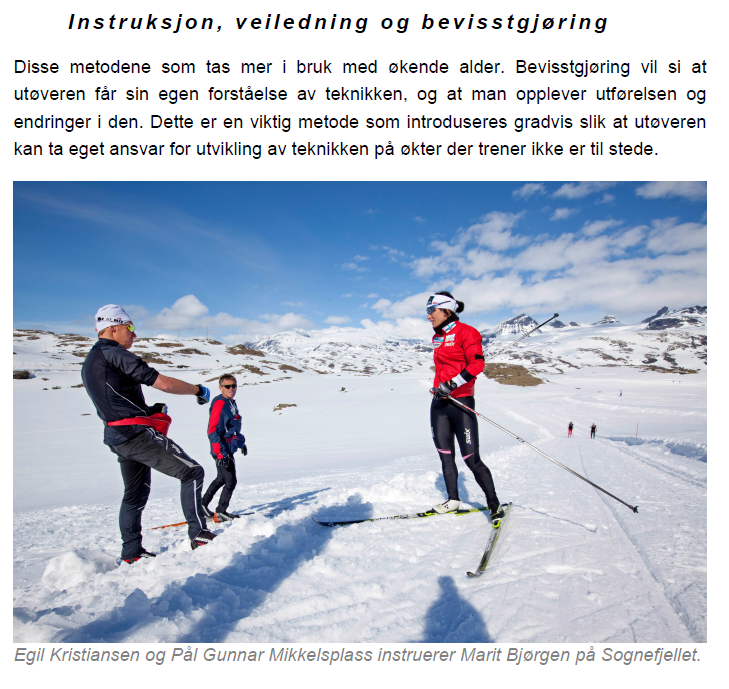 Instruksjon, veiledning og bevisstgjøring
Disse metodene som tas mer i bruk med økende alder. Bevisstgjøring vil si at
utøveren får sin egen forståelse av teknikken, og at man opplever utførelsen og
endringer i den. Dette er en viktig metode som introduseres gradvis slik at utøveren
kan ta eget ansvar for utvikling av teknikken på økter der trener ikke er til stede.
Egil Kristiansen og Pål Gunnar Mikkelsplass instruerer Marit Bjørgen på Sognefjellet.